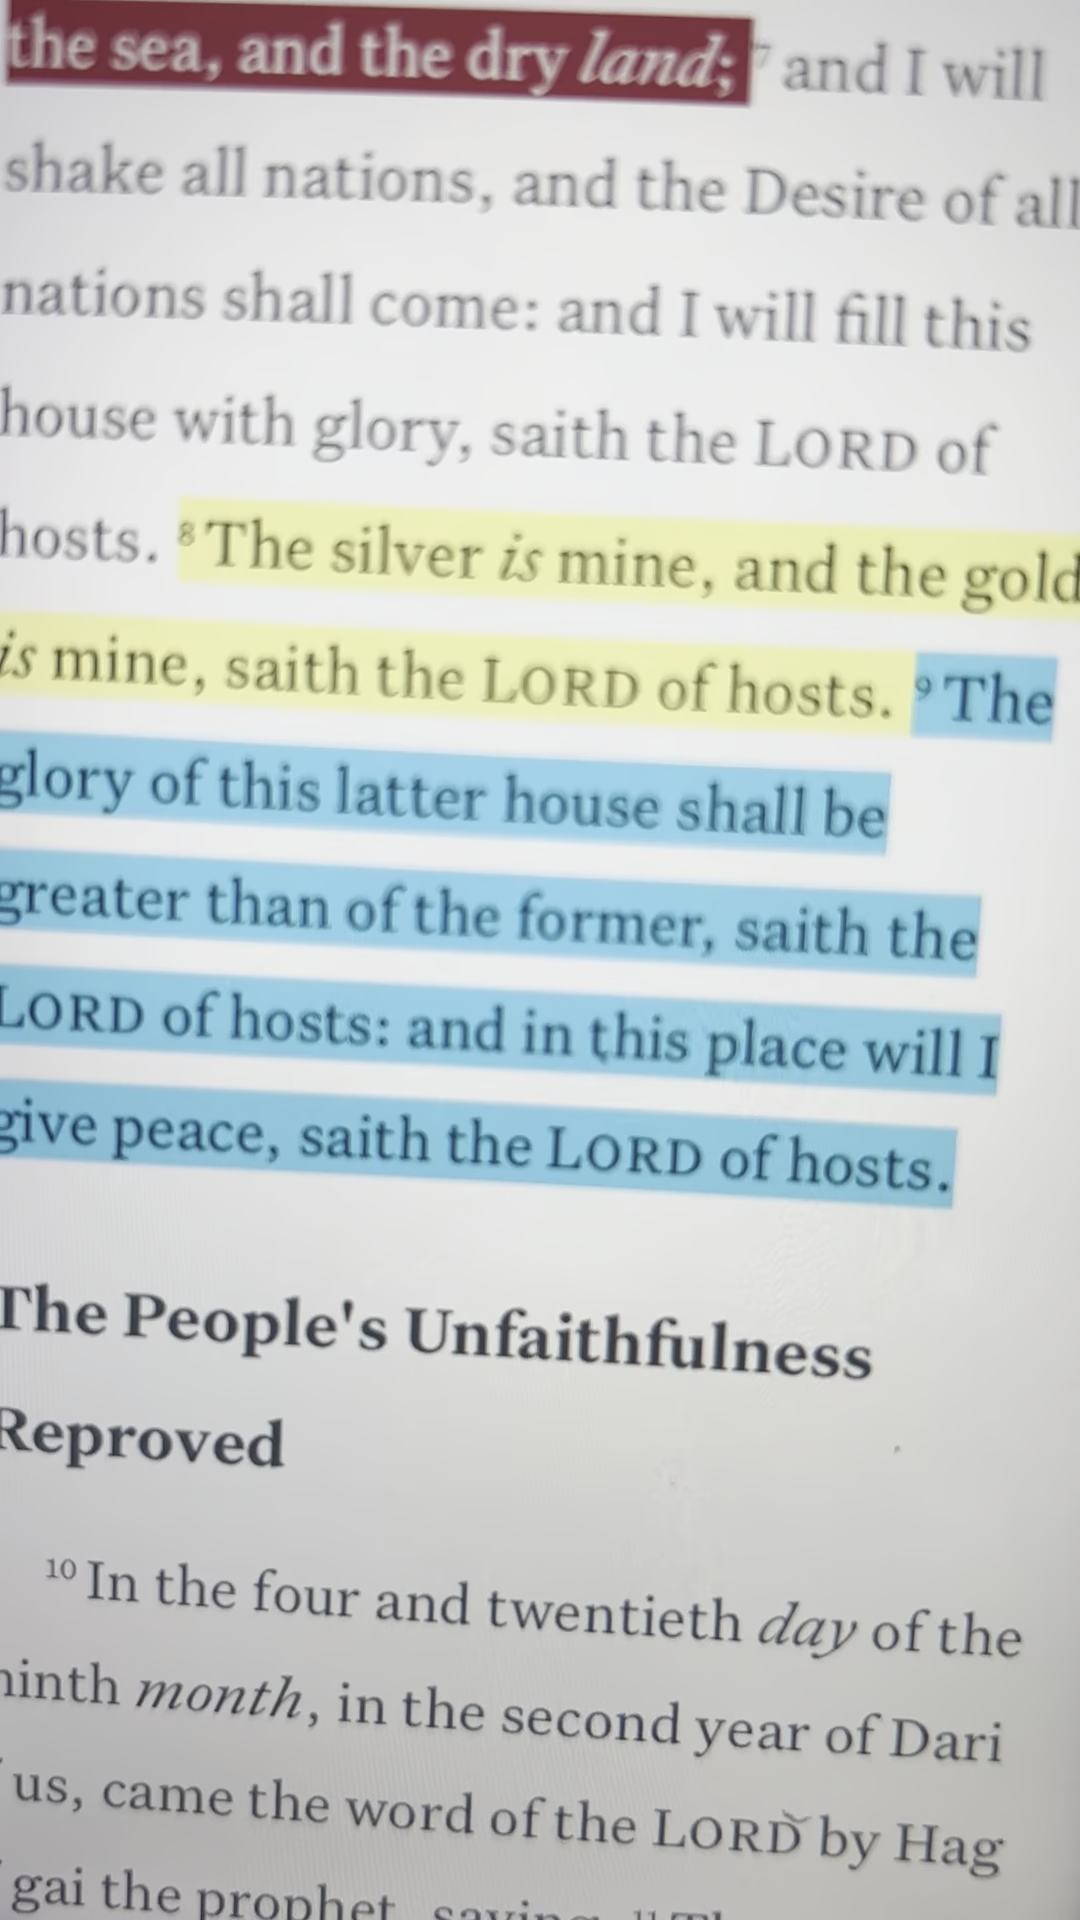 the sea, and the dry land; 7 and I will
shake all nations, and the Desire of all
nations shall come: and I will fill this
house with glory, saith the LORD of
hosts. 8 The silver is mine, and the gold
is mine, saith the LORD of hosts. 9 The
glory of this latter house shall be
greater than of the former, saith the
LORD of hosts: and in this place will I
give peace, saith the LORD of hosts.
The People's Unfaithfulness
Reproved
10 In the four and twentieth day of the
ninth month, in the second year of Dari
us, came the word of the LORD by Hag
gai the prophet, saying, 11